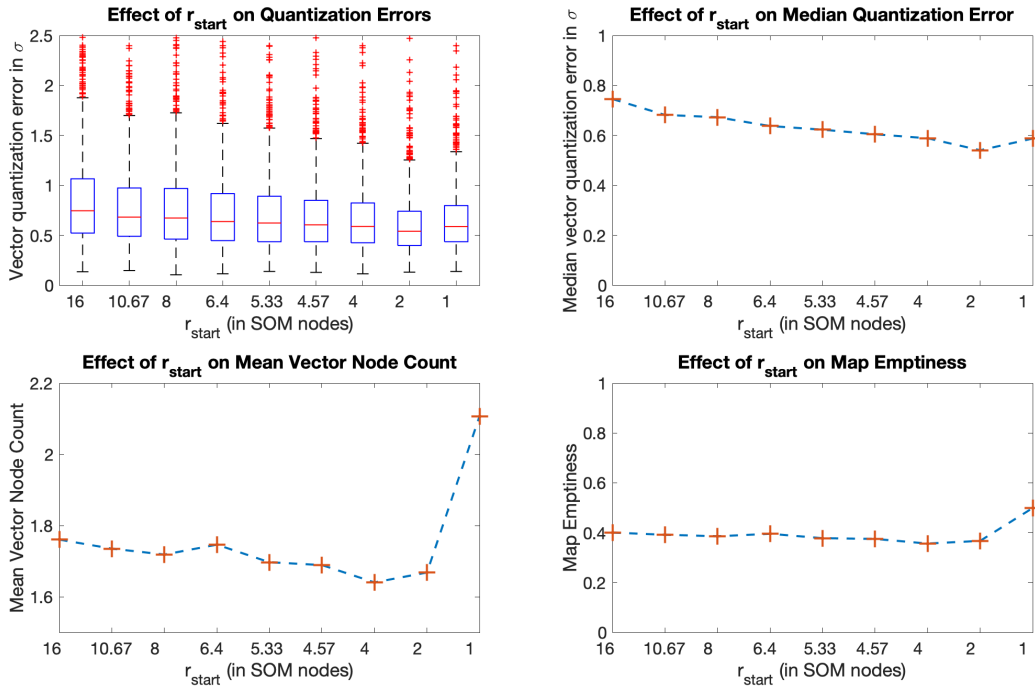 Effect of r_start on Quantization Errors
Vector quantization error in σ
2.5
2
1.5
1
0.5
0
16 10.67 8 6.4 5.33 4.57 4 2 1
r_start (in SOM nodes)
Effect of r_start on Median Quantization Error
Median vector quantization error in σ
1
0.8
0.6
0.4
0.2
0
16 10.67 8 6.4 5.33 4.57 4 2 1
r_start (in SOM nodes)
Effect of r_start on Mean Vector Node Count
Mean Vector Node Count
2.2
2
1.8
1.6
16 10.67 8 6.4 5.33 4.57 4 2 1
r_start (in SOM nodes)
Effect of r_start on Map Emptiness
Map Emptiness
1
0.8
0.6
0.4
0.2
0
16 10.67 8 6.4 5.33 4.57 4 2 1
r_start (in SOM nodes)